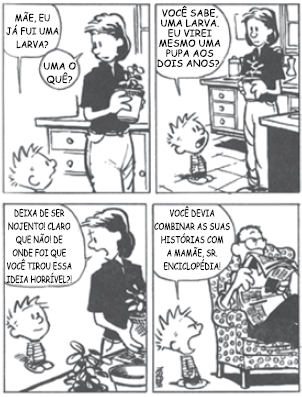 MÃE, EU
JÁ FUI UMA
LARVA?
UMA O
QUÊ?
VOCÊ SABE,
UMA LARVA.
EU VIREI
MESMO UMA
PUPA AOS
DOIS ANOS?
DEIXA DE SER
NOJENTO! CLARO
QUE NÃO! DE
ONDE FOI QUE
VOCÊ TIROU ESSA
IDEIA HORRÍVEL?!
VOCÊ DEVIA
COMBINAR AS SUAS
HISTÓRIAS COM
A MAMÃE, SR.
ENCICLOPÉDIA!